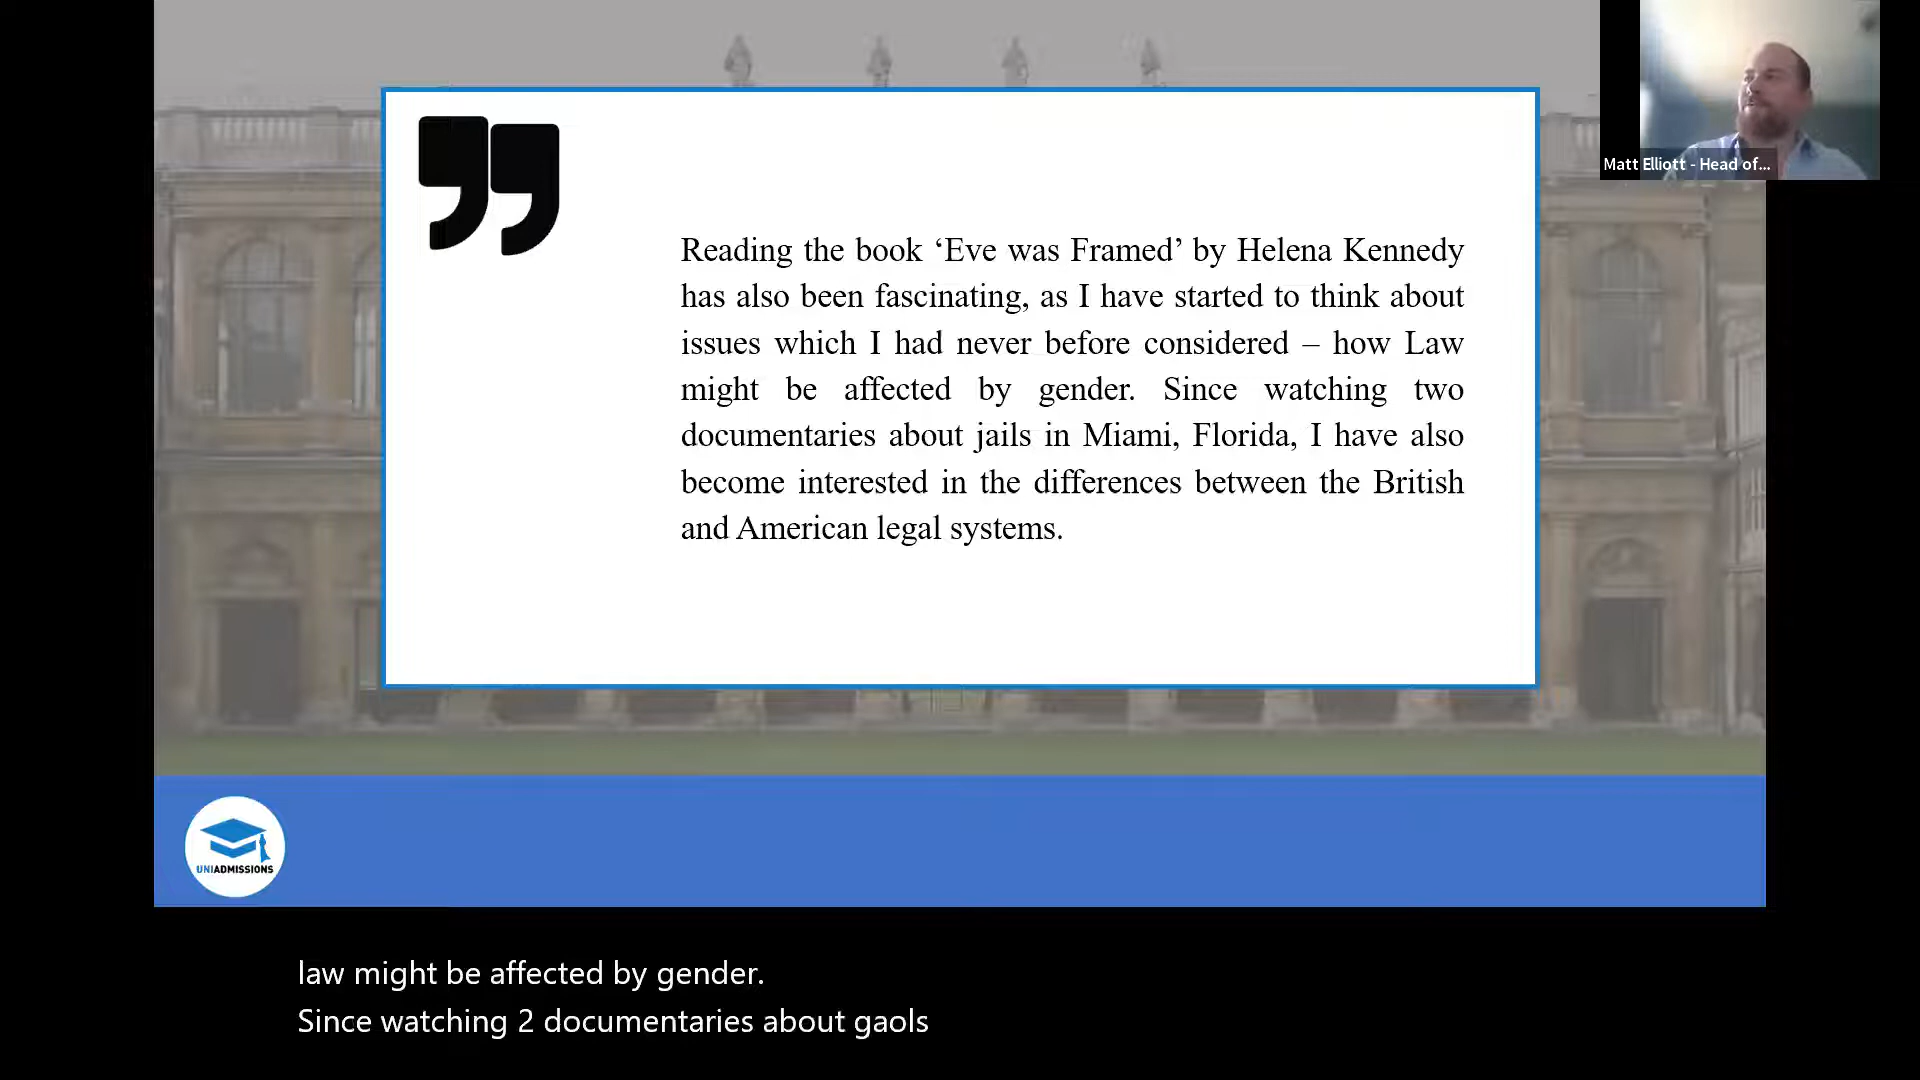 Matt Elliott - Head of...
Reading the book ‘Eve was Framed’ by Helena Kennedy
has also been fascinating, as I have started to think about
issues which I had never before considered – how Law
might be affected by gender. Since watching two
documentaries about jails in Miami, Florida, I have also
become interested in the differences between the British
and American legal systems.
UNIADMISSIONS
law might be affected by gender.
Since watching 2 documentaries about gaols